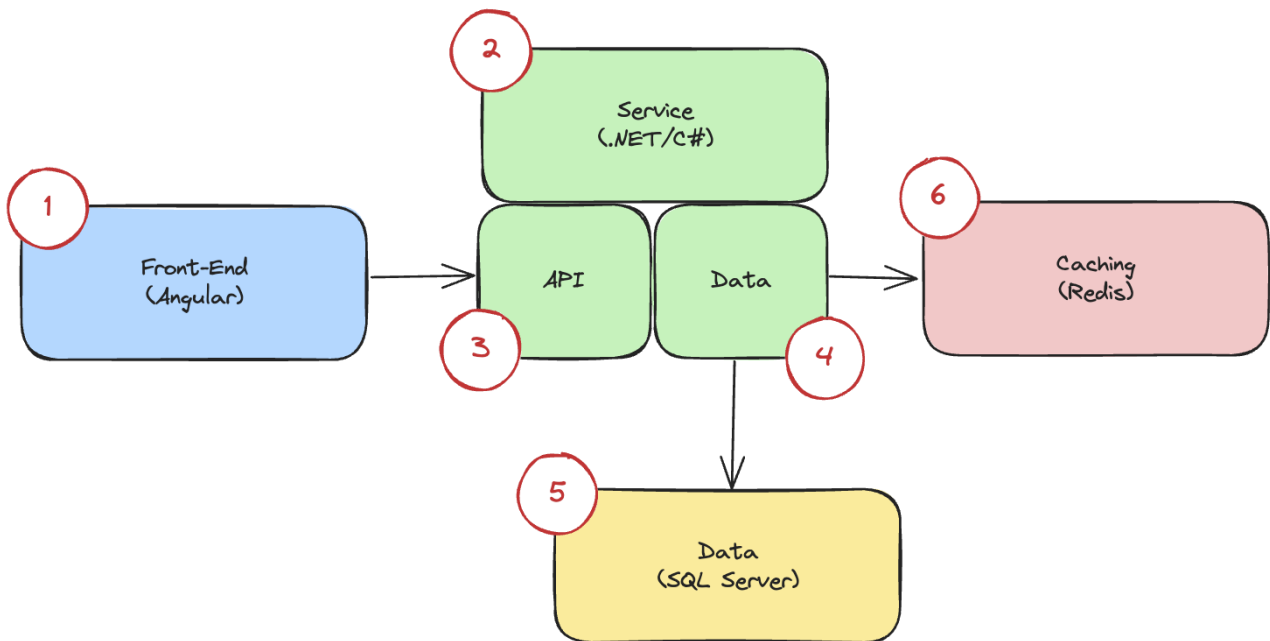 2
Service
(.NET/C#)
1
Front-End
(Angular)
API
Data
6
Caching
(Redis)
3
4
5
Data
(SQL Server)